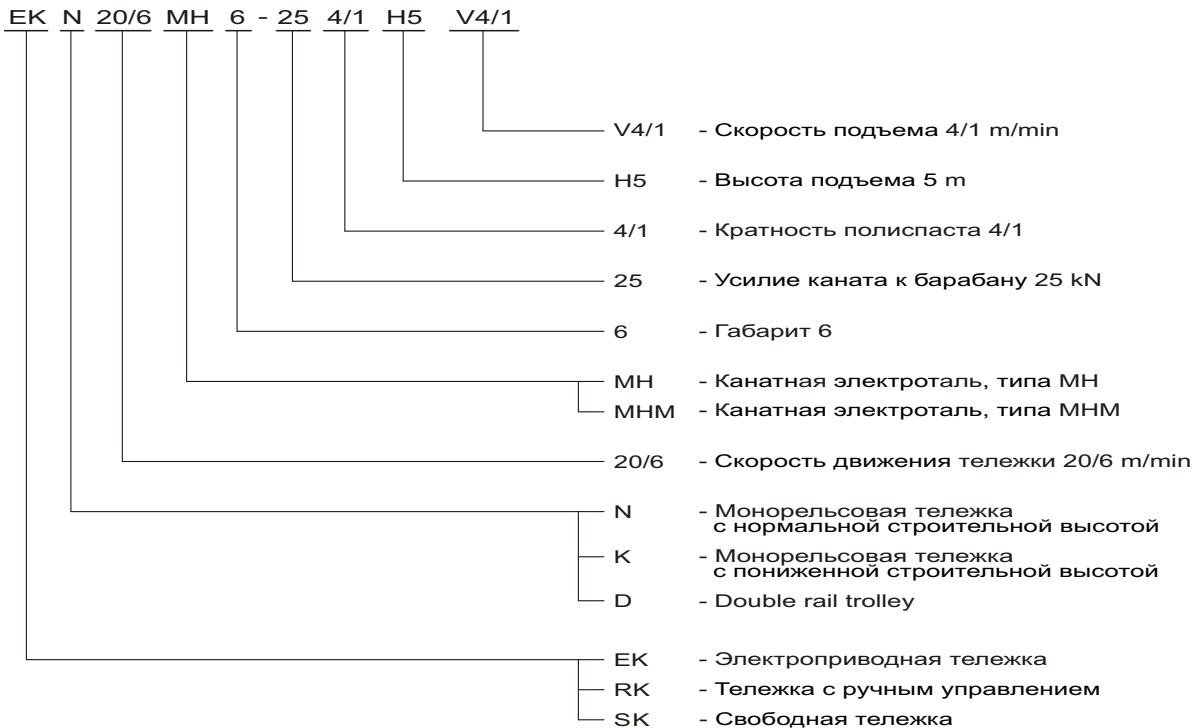 EK N 20/6 MH 6 - 25 4/1 H5 V4/1
V4/1 - Скорость подъема 4/1 m/min
H5 - Высота подъема 5 m
4/1 - Кратность полиспаста 4/1
25 - Усилие каната к барабану 25 kN
6 - Габарит 6
MH - Канатная электроталь, типа MH
MHM - Канатная электроталь, типа MHM
20/6 - Скорость движения тележки 20/6 m/min
N - Монорельсовая тележка
с нормальной строительной высотой
K - Монорельсовая тележка
с пониженной строительной высотой
D - Double rail trolley
EK - Электроприводная тележка
RK - Тележка с ручным управлением
SK - Свободная тележка